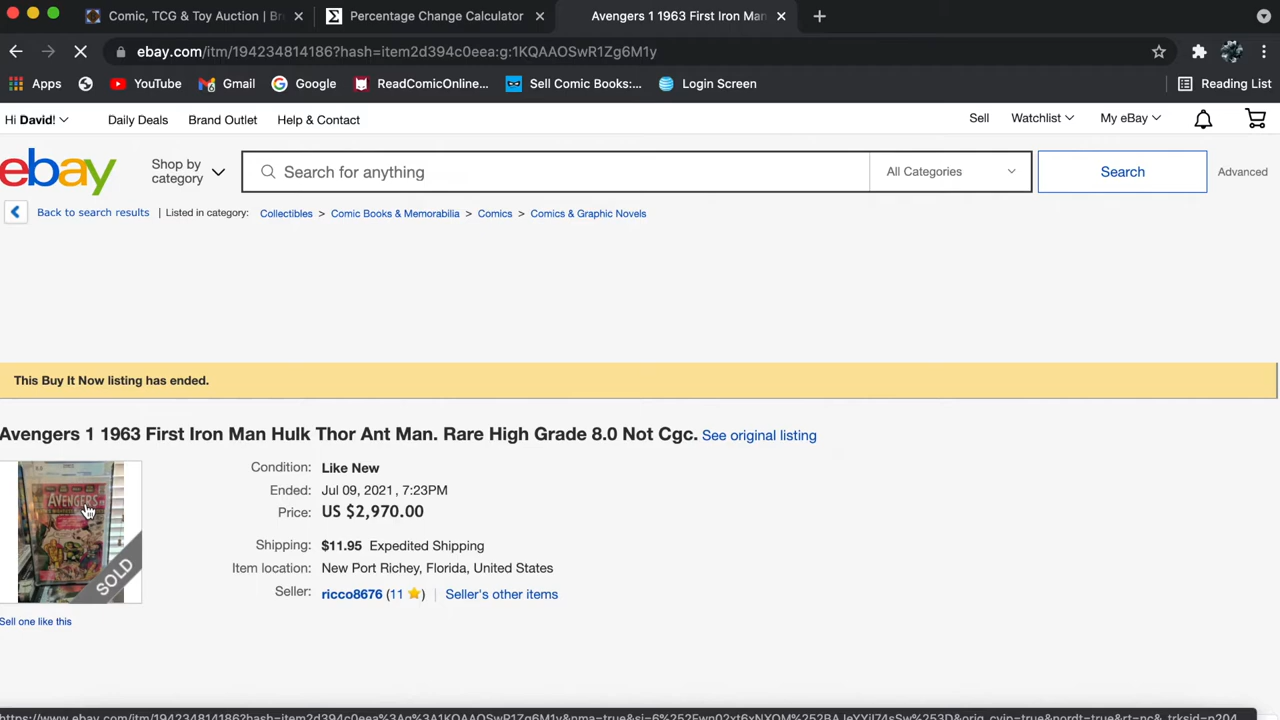 Comic, TCG & Toy Auction | Br
Percentage Change Calculator
Avengers 1 1963 First Iron Man
ebay.com/itm/194234814186?hash=item2d394c0eea:g:1KQAAOSwR1Zg6M1y
Apps
YouTube
Gmail
Google
ReadComicOnline...
Sell Comic Books:...
Login Screen
Reading List
Hi David!
Daily Deals
Brand Outlet
Help & Contact
Sell
Watchlist
My eBay
ebay
Shop by
category
Search for anything
All Categories
Search
Advanced
Back to search results | Listed in category: Collectibles > Comic Books & Memorabilia > Comics > Comics & Graphic Novels
This Buy It Now listing has ended.
Avengers 1 1963 First Iron Man Hulk Thor Ant Man. Rare High Grade 8.0 Not Cgc. See original listing
AVENGERS
SOLD
Condition: Like New
Ended: Jul 09, 2021 , 7:23PM
Price: US $2,970.00
Shipping: $11.95 Expedited Shipping
Item location: New Port Richey, Florida, United States
Seller: ricco8676 (11 ) | Seller's other items
Sell one like this